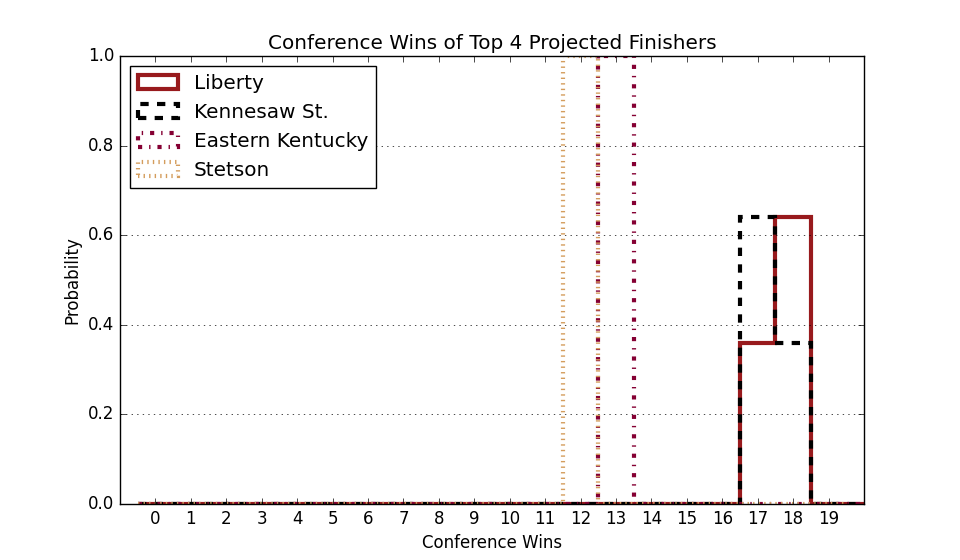 Conference Wins of Top 4 Projected Finishers
1.0
0.8
0.6
0.4
0.2
0.0
Probability
Liberty
Kennesaw St.
Eastern Kentucky
Stetson
0 1 2 3 4 5 6 7 8 9 10 11 12 13 14 15 16 17 18 19
Conference Wins